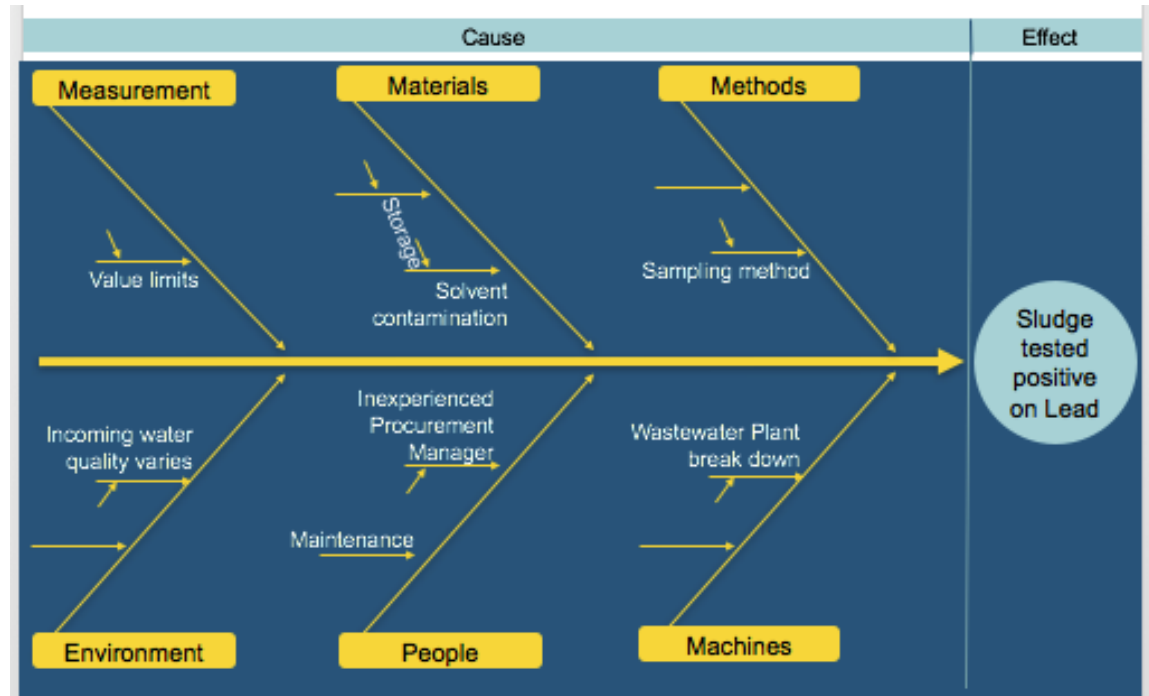 Cause
Effect
Measurement
Materials
Methods
Storage
Value limits
Solvent
contamination
Sampling method
Sludge
tested
positive
on Lead
Incoming water
quality varies
Inexperienced
Procurement
Manager
Wastewater Plant
break down
Maintenance
Environment
People
Machines